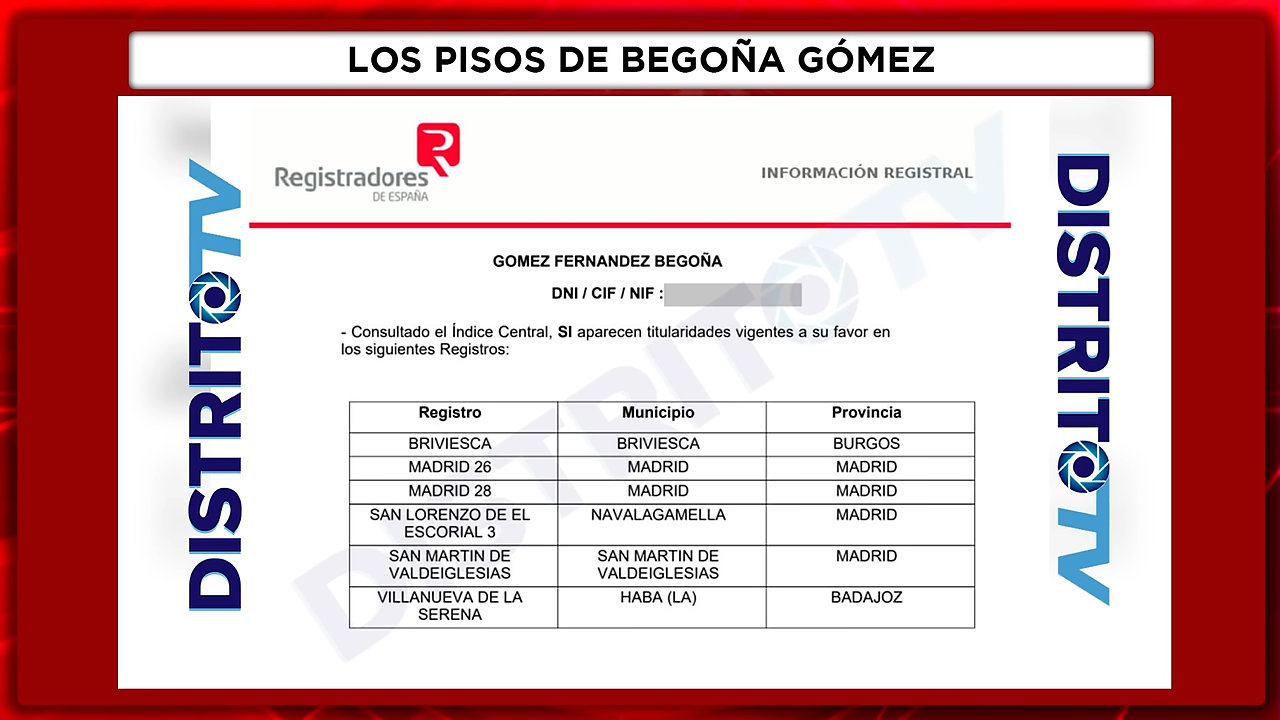 LOS PISOS DE BEGOÑA GÓMEZ
DISTRITOTV
Registradores
DE ESPAÑA
INFORMACIÓN REGISTRAL
DISTRITOTV
GOMEZ FERNANDEZ BEGOÑA
DNI / CIF / NIF :
- Consultado el Índice Central, SI aparecen titularidades vigentes a su favor en
los siguientes Registros:
Registro Municipio Provincia
BRIVIESCA BRIVIESCA BURGOS
MADRID 26 MADRID MADRID
MADRID 28 MADRID MADRID
SAN LORENZO DE EL NAVALAGAMELLA MADRID
ESCORIAL 3
SAN MARTIN DE SAN MARTIN DE MADRID
VALDEIGLESIAS VALDEIGLESIAS
VILLANUEVA DE LA HABA (LA) BADAJOZ
SERENA
DISTRITOTV